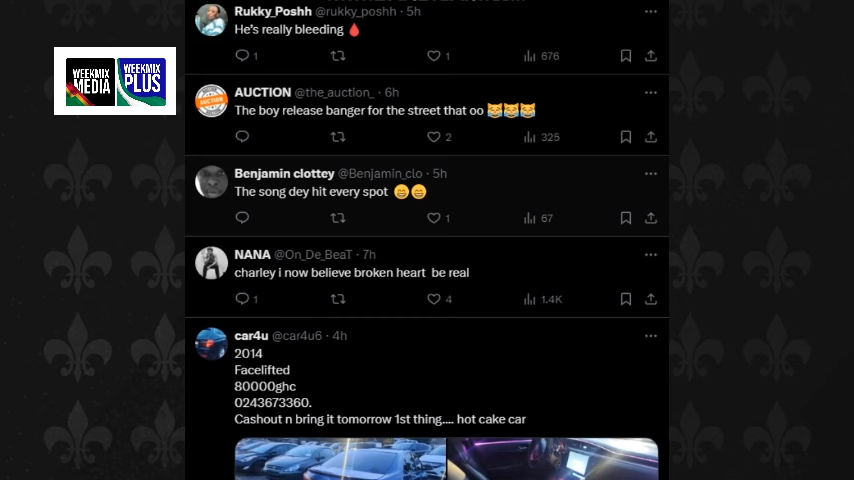 Rukky_Poshh @rukky_poshh · 5h
He's really bleeding 🩸
1 1 676
WEEKMIX MEDIA
WEEKMIX PLUS
AUCTION @the_auction_ · 6h
AUCTION
The boy release banger for the street that oo 😹😹😹
2 325
Benjamin clottey @Benjamin_clo · 5h
The song dey hit every spot 😄😄
1 67
NANA @On_De_BeaT · 7h
charley i now believe broken heart be real
1 4 1.4K
car4u @car4u6 · 4h
2014
Facelifted
80000ghc
0243673360.
Cashout n bring it tomorrow 1st thing.... hot cake car